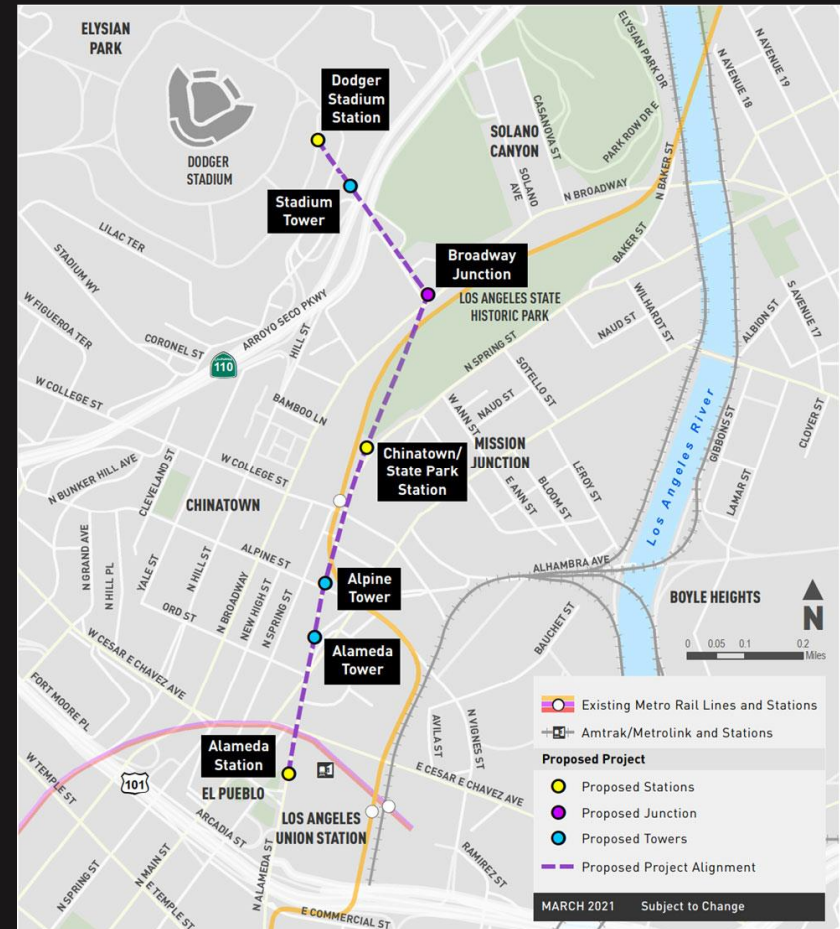 ELYSIAN
PARK
Dodger
Stadium
Station
DODGER
STADIUM
Stadium
Tower
SOLANO
CANYON
CASANOVA ST
SOLANO
AVE
ELYSIAN PARK DR
PARK ROW DR E
N BROADWAY
N BAKER ST
BAKER ST
N AVENUE 18
N AVENUE 19
LILAC TER
STADIUM WY
W FIGUEROA TER
CORONEL ST
ARROYO SECO PKWY
HILL ST
110
Broadway
Junction
LOS ANGELES STATE
HISTORIC PARK
N SPRING ST
WILHARDT ST
NAUD ST
ALBION ST
S AVENUE 17
W COLLEGE ST
BAMBOO LN
SOTELLO ST
NAUD ST
W ANN ST
MISSION
JUNCTION
LEROY ST
BLOOM ST
E ANN ST
Los Angeles River
GIBBONS ST
CLOVER ST
LAMAR ST
Chinatown/
State Park
Station
N BUNKER HILL AVE
CLEVELAND ST
W COLLEGE ST
CHINATOWN
N GRAND AVE
N HILL PL
YALE ST
N HILL ST
ALPINE ST
ORD ST
N BROADWAY
NEW HIGH ST
N SPRING ST
Alpine
Tower
Alameda
Tower
ALHAMBRA AVE
BAUCHET ST
BOYLE HEIGHTS
N
0 0.05 0.1 0.2
Miles
W CESAR E CHAVEZ AVE
FORT MOORE PL
W TEMPLE ST
101
Alameda
Station
EL PUEBLO
AVILA ST
N VIGNES ST
E CESAR E CHAVEZ AVE
LOS ANGELES
UNION STATION
ARCADIA ST
N MAIN ST
N SPRING ST
E TEMPLE ST
N ALAMEDA ST
RAMIREZ ST
E COMMERCIAL ST
Existing Metro Rail Lines and Stations
Amtrak/Metrolink and Stations
Proposed Project
Proposed Stations
Proposed Junction
Proposed Towers
Proposed Project Alignment
MARCH 2021 Subject to Change